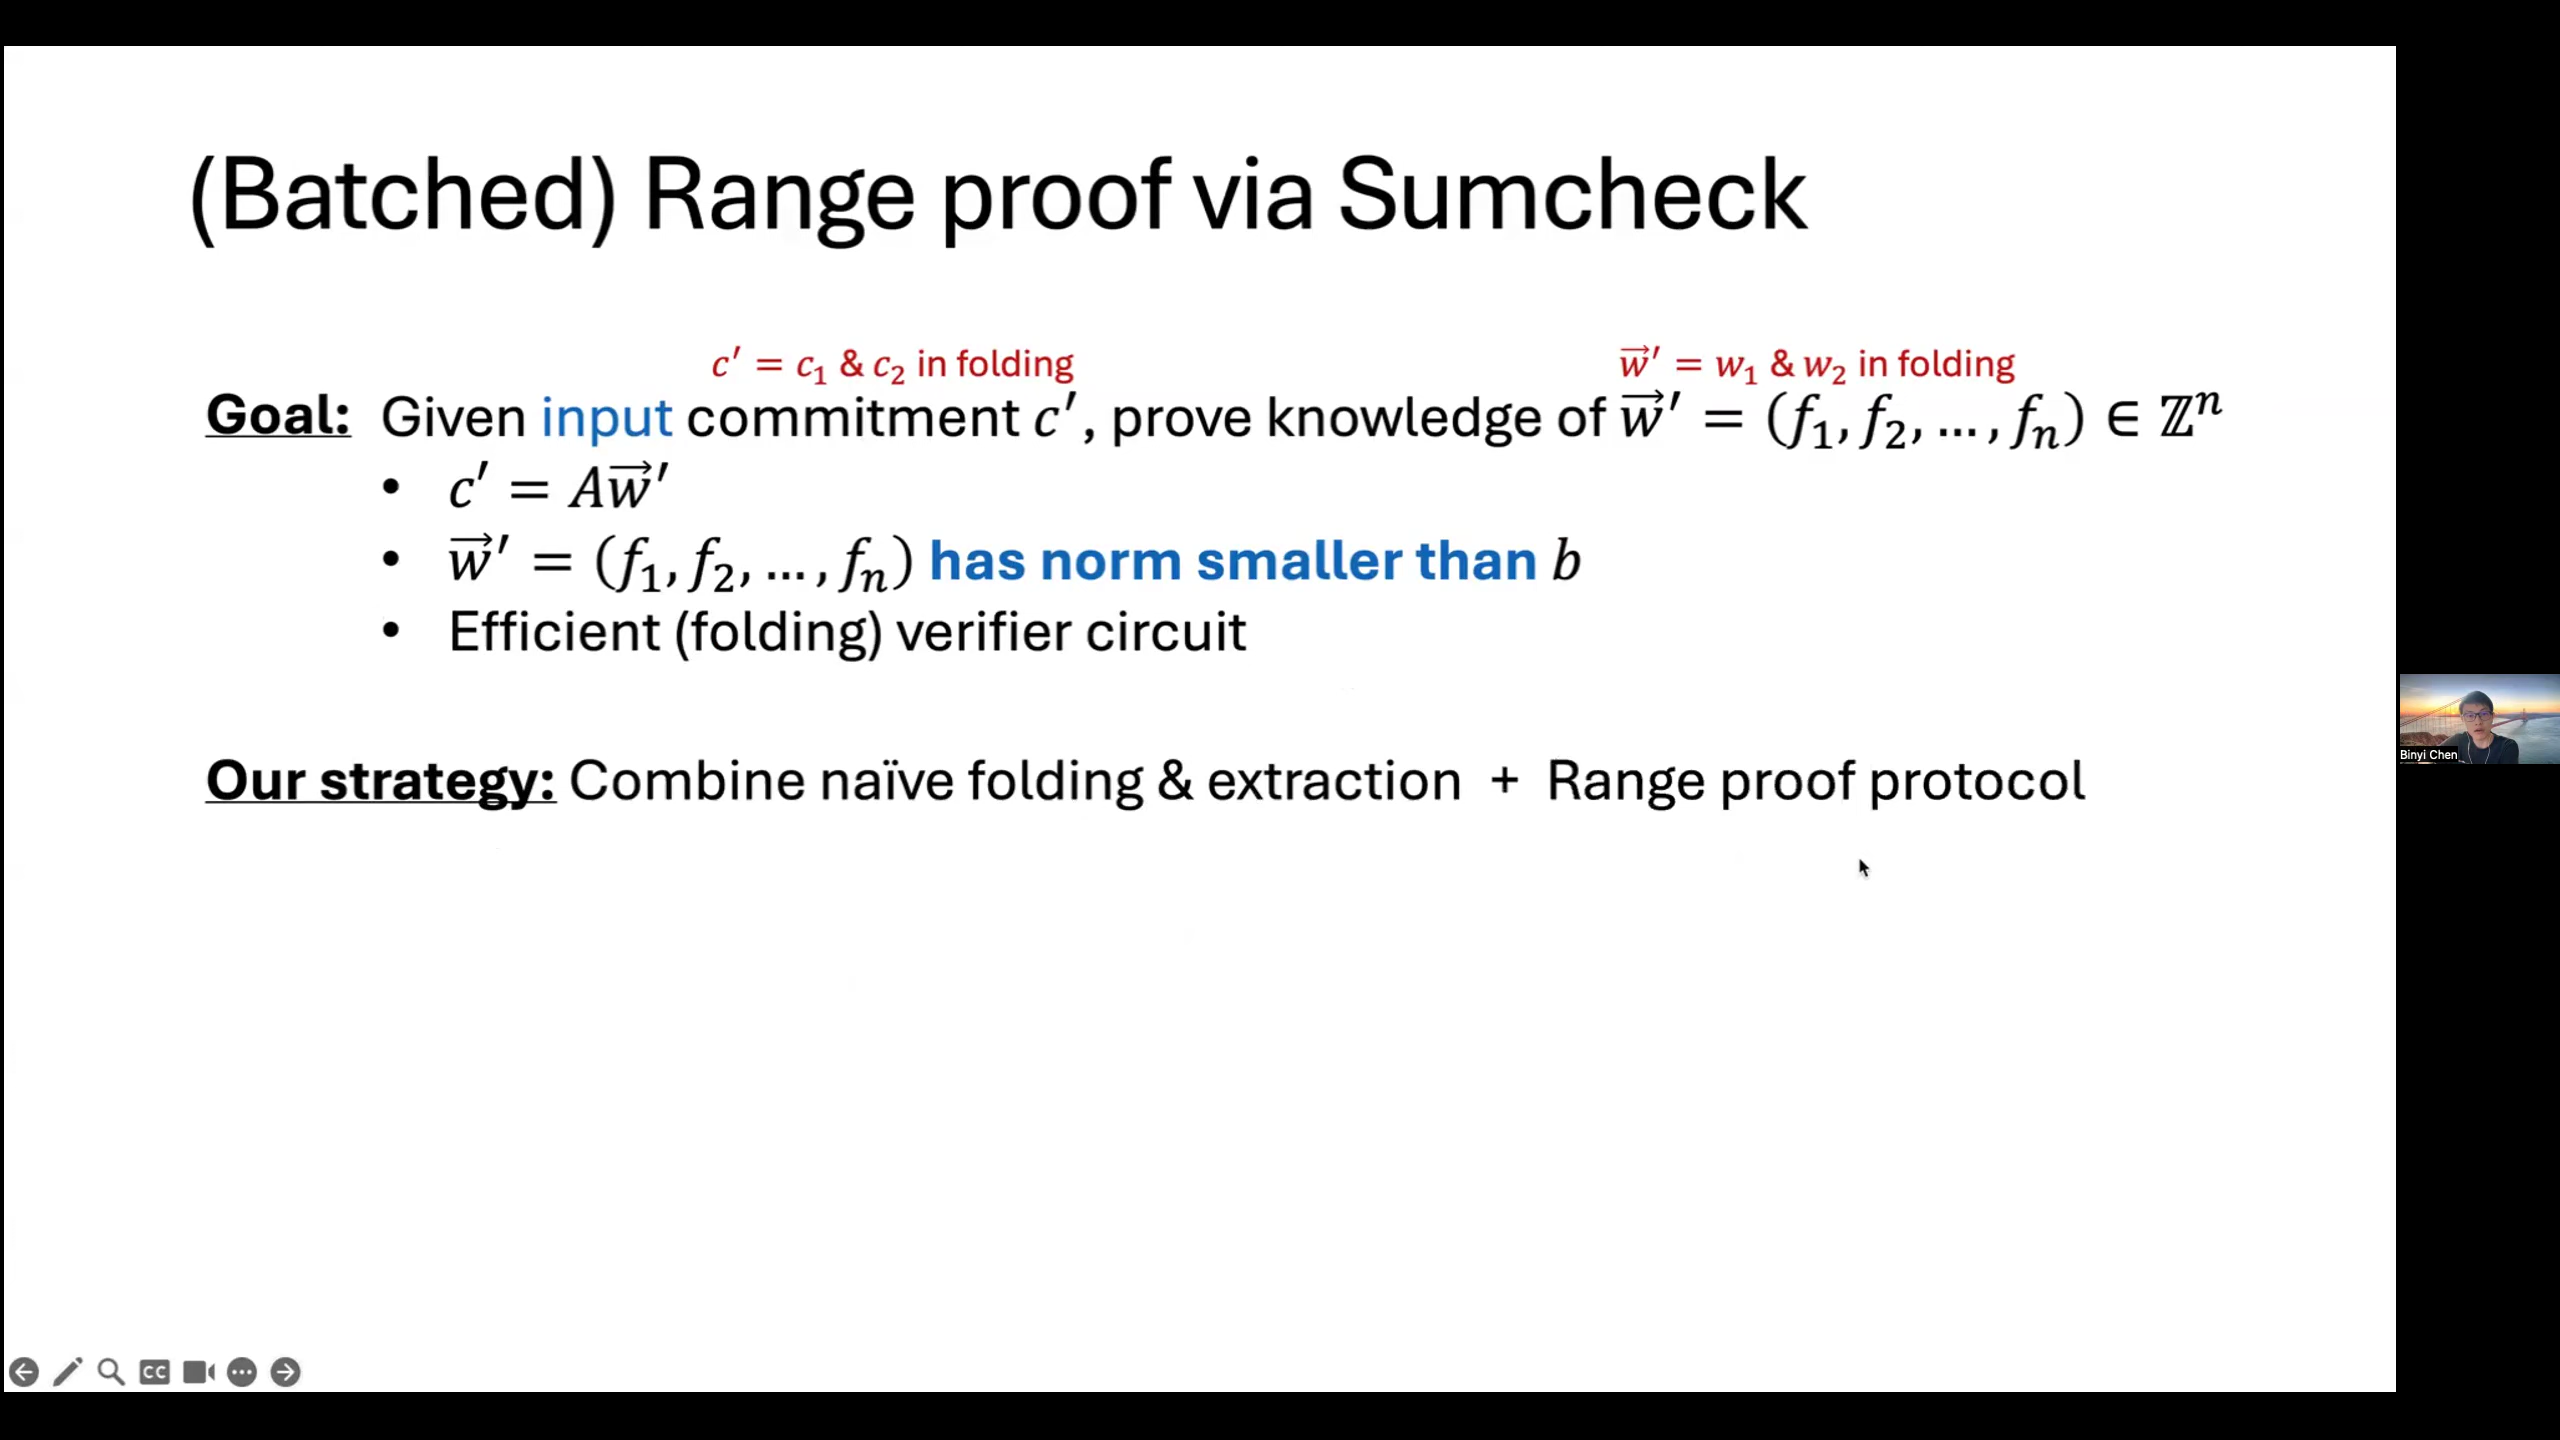 (Batched) Range proof via Sumcheck
c′ = c₁ & c₂ in folding
w⃗′ = w₁ & w₂ in folding
Goal: Given input commitment c′, prove knowledge of w⃗′ = (f₁, f₂, … , fₙ) ∈ ℤⁿ
• c′ = Aw⃗′
• w⃗′ = (f₁, f₂, … , fₙ) has norm smaller than b
• Efficient (folding) verifier circuit
Our strategy: Combine naïve folding & extraction + Range proof protocol
Binyi Chen
CC